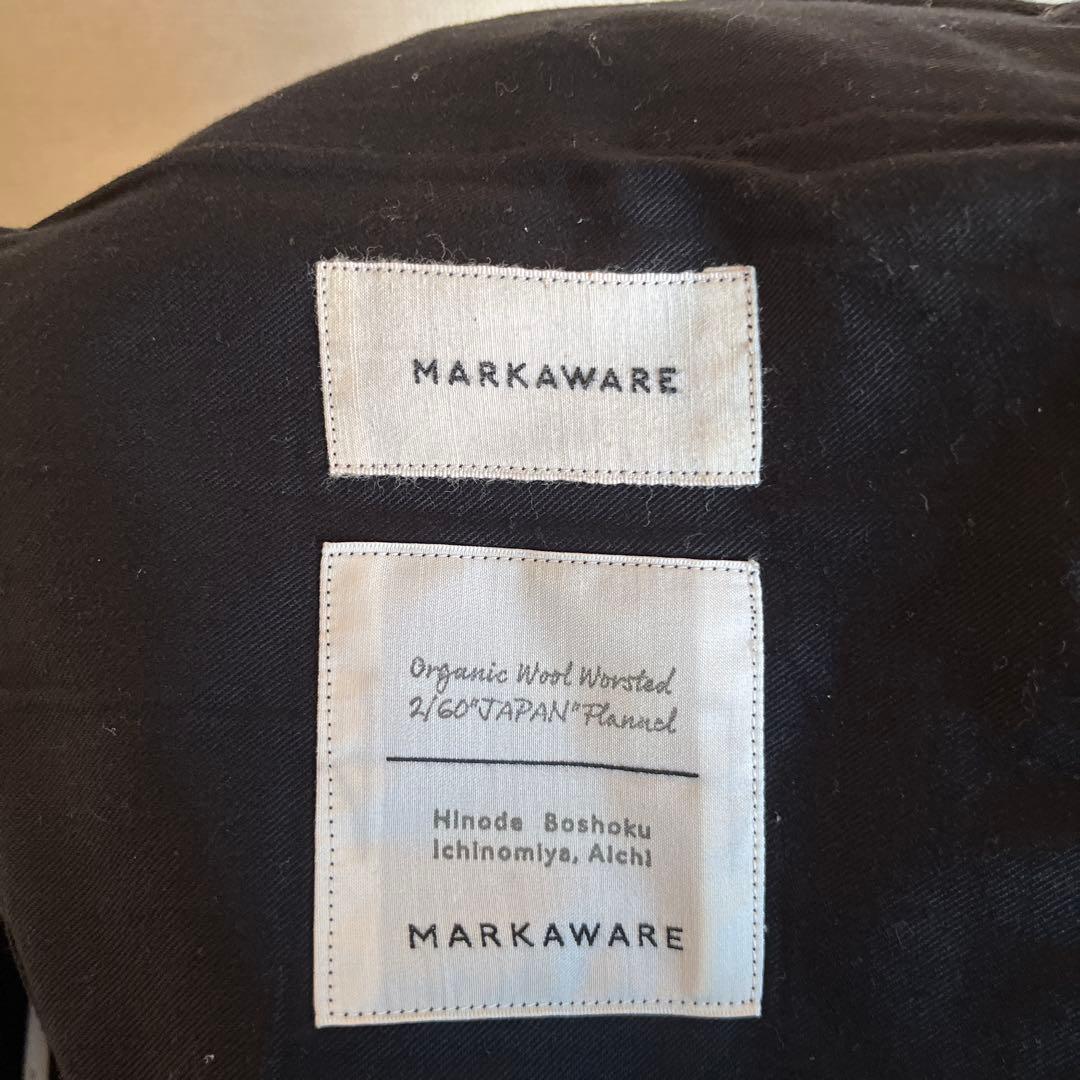 MARKAWARE
Organic Wool Worsted
2/60"JAPAN"Flannel
Hinode Boshoku
Ichinomiya, Aichi
MARKAWARE